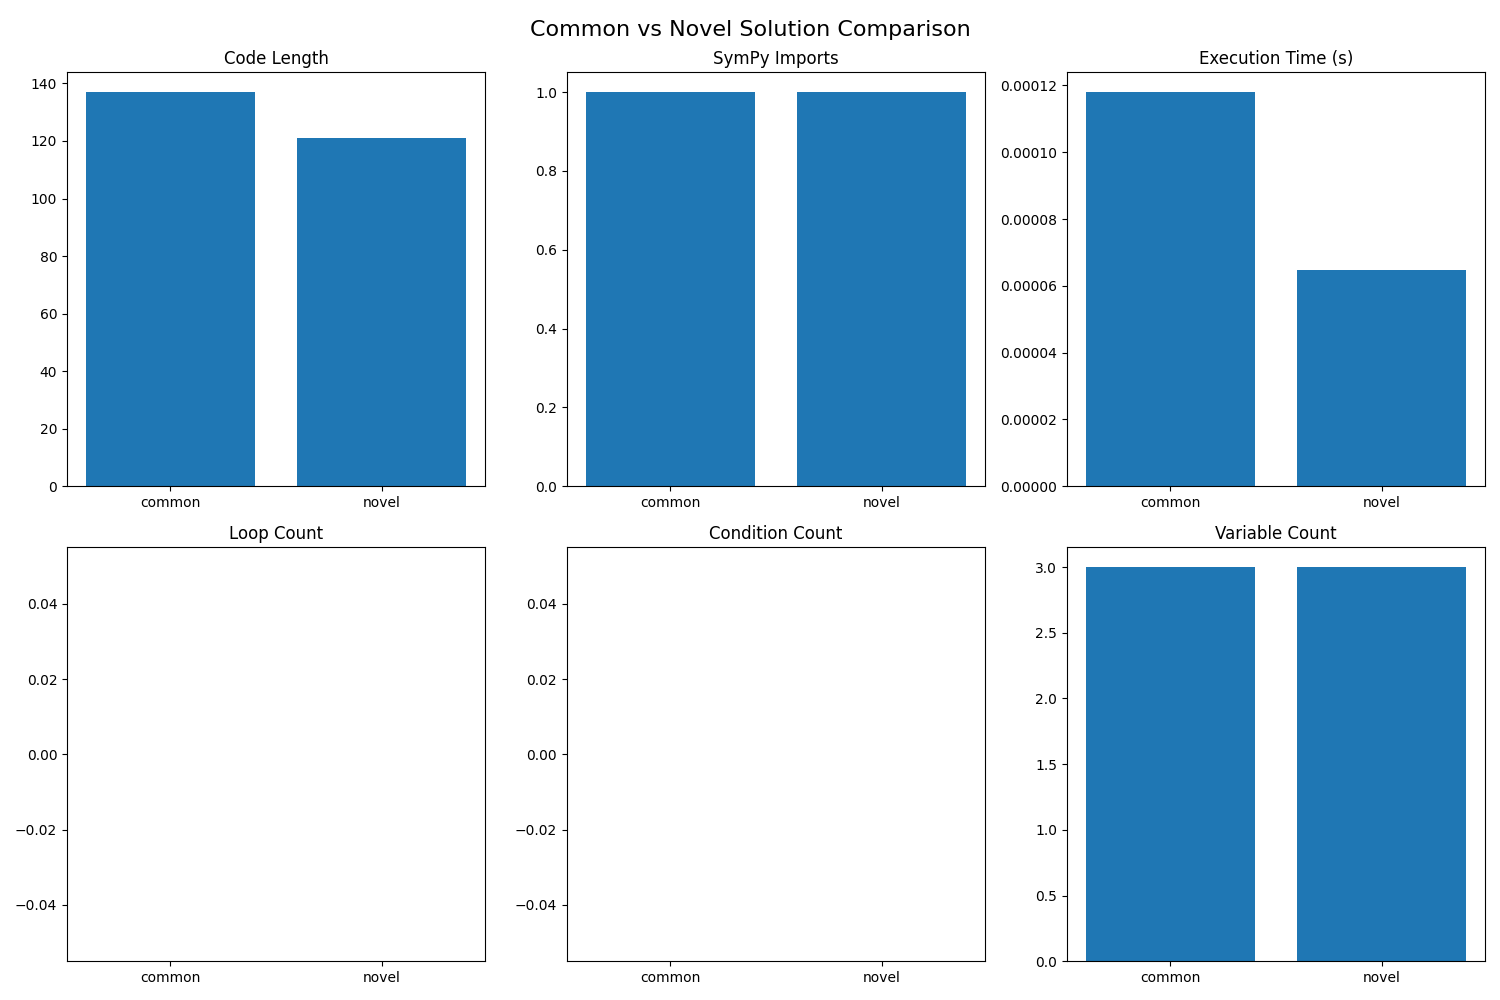 Common vs Novel Solution Comparison
Code Length
140
120
100
80
60
40
20
0
common novel
SymPy Imports
1.0
0.8
0.6
0.4
0.2
0.0
common novel
Execution Time (s)
0.00012
0.00010
0.00008
0.00006
0.00004
0.00002
0.00000
common novel
Loop Count
0.04
0.02
0.00
−0.02
−0.04
common novel
Condition Count
0.04
0.02
0.00
−0.02
−0.04
common novel
Variable Count
3.0
2.5
2.0
1.5
1.0
0.5
0.0
common novel